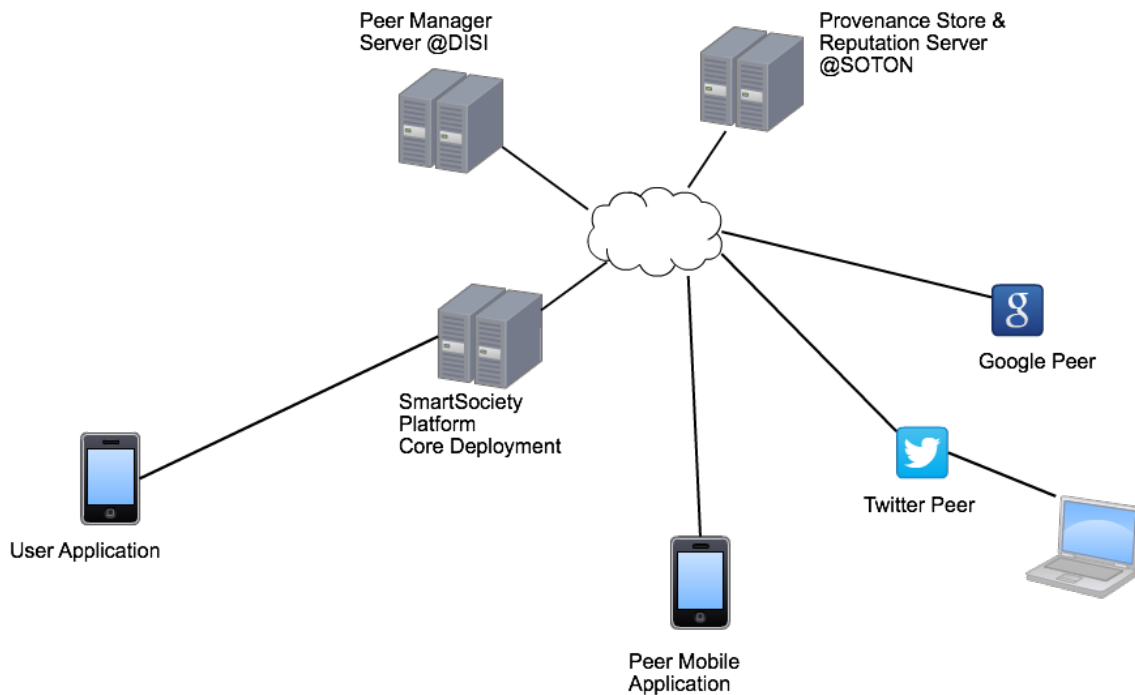 Peer Manager
Server @DISI
Provenance Store &
Reputation Server
@SOTON
g
Google Peer
SmartSociety
Platform
Core Deployment
Twitter Peer
User Application
Peer Mobile
Application